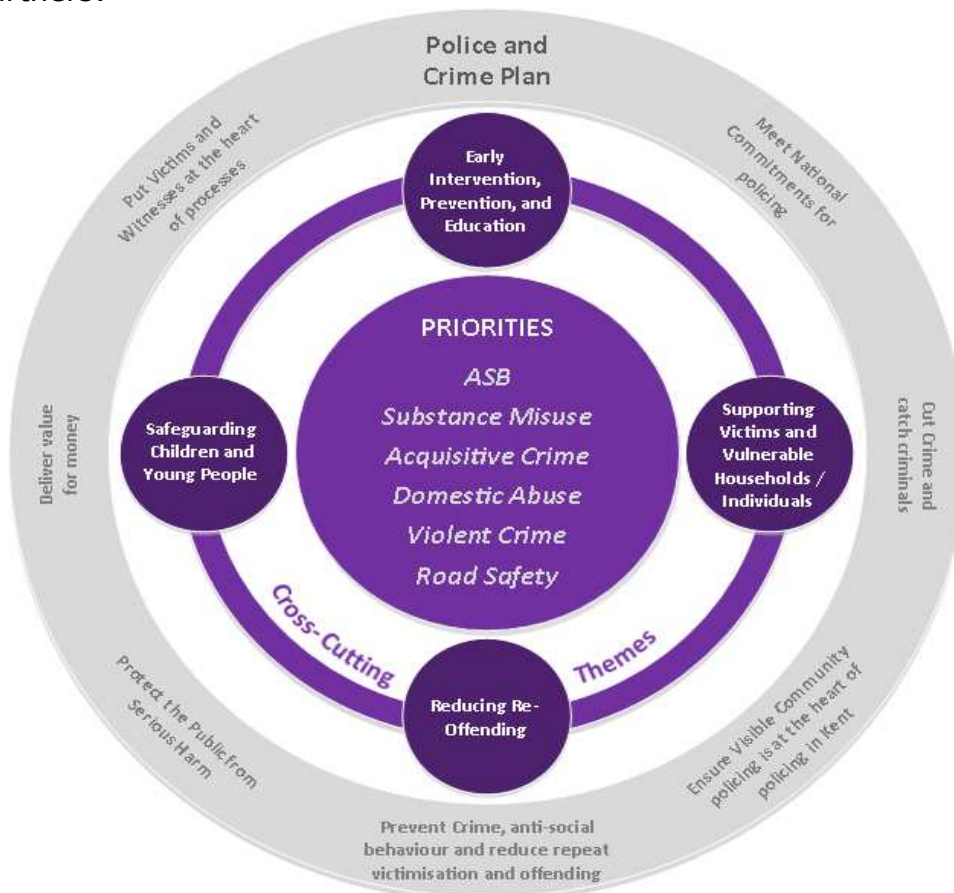 Police and
Crime Plan
Meet National
Commitments for
policing
Cut Crime and
catch criminals
Ensure Visible Community
policing is at the heart of
policing in Kent
Prevent Crime, anti-social
behaviour and reduce repeat
victimisation and offending
Protect the Public from
Serious Harm
Deliver value
for money
Put Victims and
Witnesses at the heart
of processes
Early
Intervention,
Prevention, and
Education
Supporting
Victims and
Vulnerable
Households /
Individuals
Reducing Re-
Offending
Safeguarding
Children and
Young People
Cross-Cutting
Themes
PRIORITIES
ASB
Substance Misuse
Acquisitive Crime
Domestic Abuse
Violent Crime
Road Safety